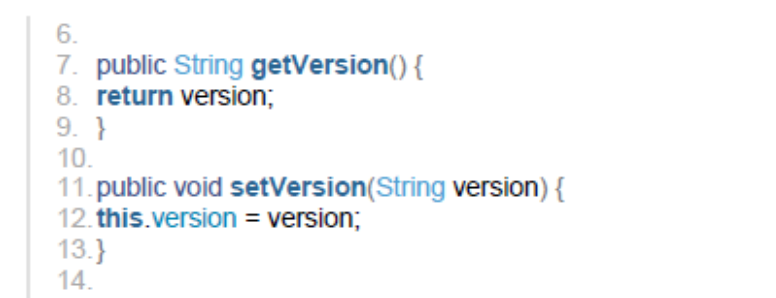 6.
7. public String getVersion() {
8. return version;
9. }
10.
11. public void setVersion(String version) {
12. this.version = version;
13. }
14.